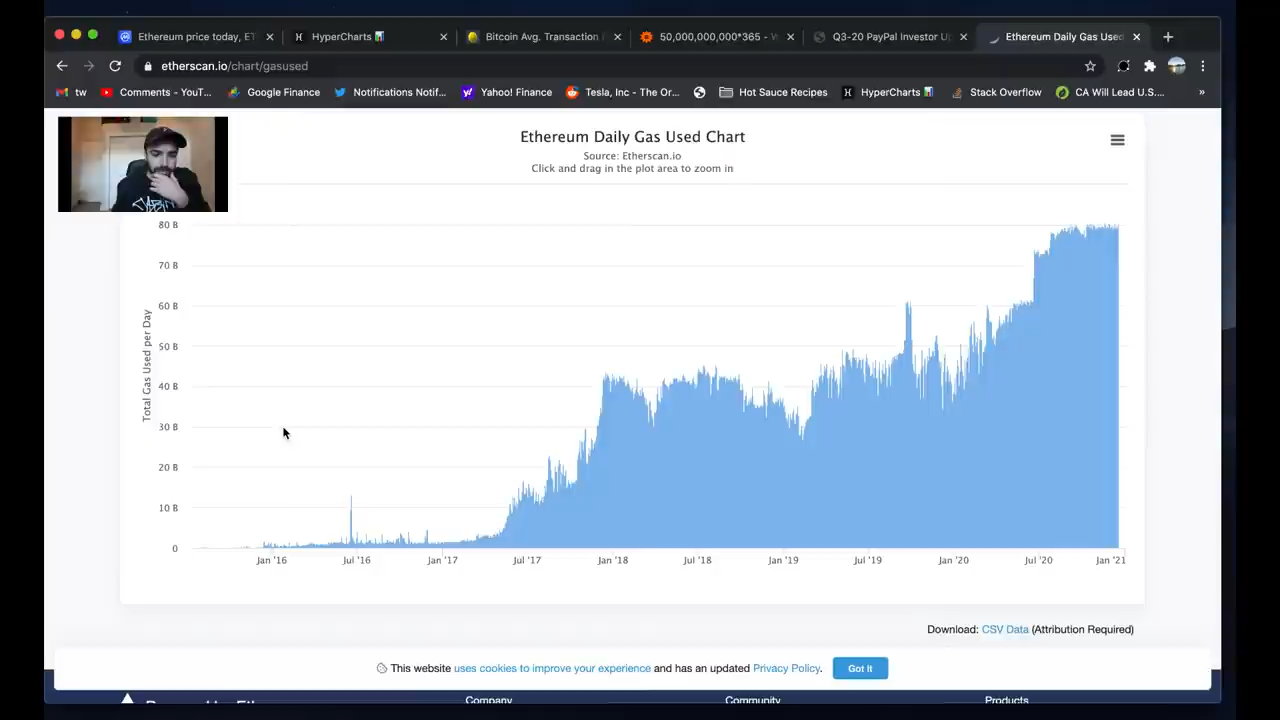 Ethereum price today, ET
HyperCharts
Bitcoin Avg. Transaction F
50,000,000,000*365 - W
Q3-20 PayPal Investor U
Ethereum Daily Gas Used
etherscan.io/chart/gasused
tw
Comments - YouT...
Google Finance
Notifications Notif...
Yahoo! Finance
Tesla, Inc - The Or...
Hot Sauce Recipes
HyperCharts
Stack Overflow
CA Will Lead U.S....
»
Ethereum Daily Gas Used Chart
Source: Etherscan.io
Click and drag in the plot area to zoom in
Total Gas Used per Day
80 B
70 B
60 B
50 B
40 B
30 B
20 B
10 B
0
Jan '16
Jul '16
Jan '17
Jul '17
Jan '18
Jul '18
Jan '19
Jul '19
Jan '20
Jul '20
Jan '21
Download: CSV Data (Attribution Required)
This website uses cookies to improve your experience and has an updated Privacy Policy.
Got It
Company
Community
Products